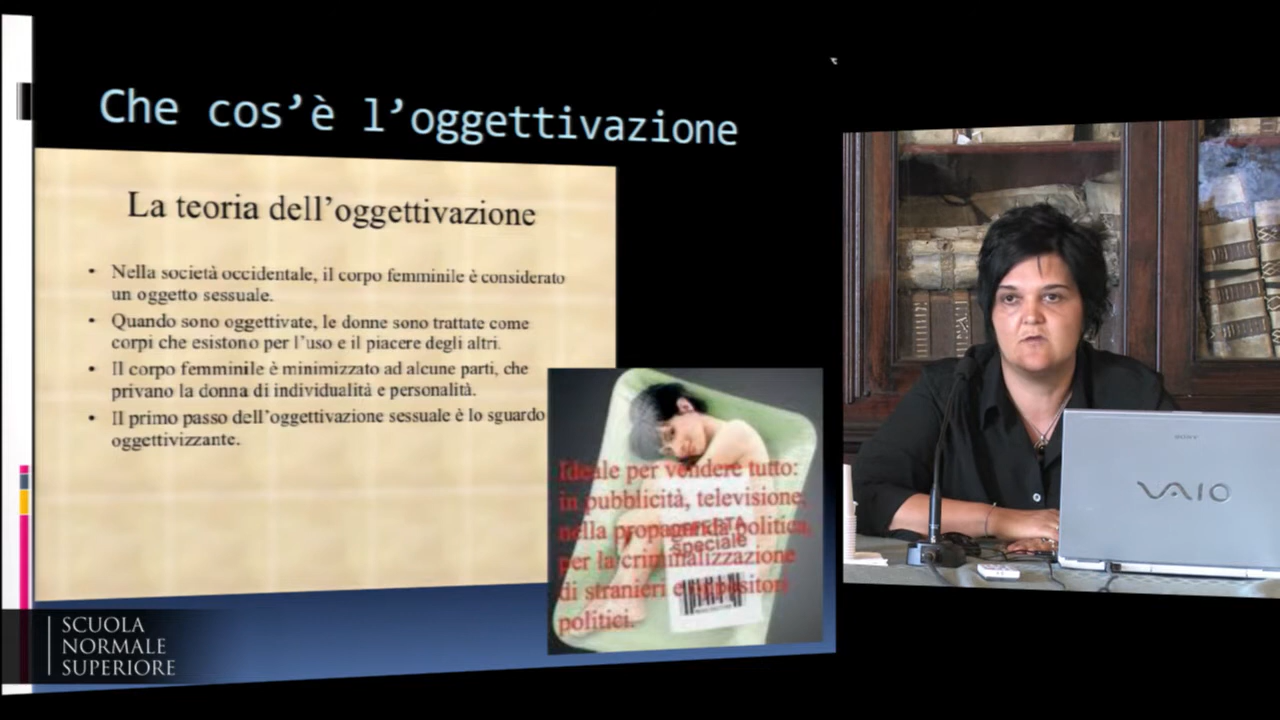 Che cos’è l’oggettivazione
La teoria dell’oggettivazione
• Nella società occidentale, il corpo femminile è considerato
un oggetto sessuale.
• Quando sono oggettivate, le donne sono trattate come
corpi che esistono per l’uso e il piacere degli altri.
• Il corpo femminile è minimizzato ad alcune parti, che
privano la donna di individualità e personalità.
• Il primo passo dell’oggettivazione sessuale è lo sguardo
oggettivizzante.
Ideale per vendere tutto:
in pubblicità, televisione,
nella propaganda politica,
per la criminalizzazione
di stranieri e oppositori
politici.
OFFERTA
speciale
SCUOLA
NORMALE
SUPERIORE
SONY
VAIO